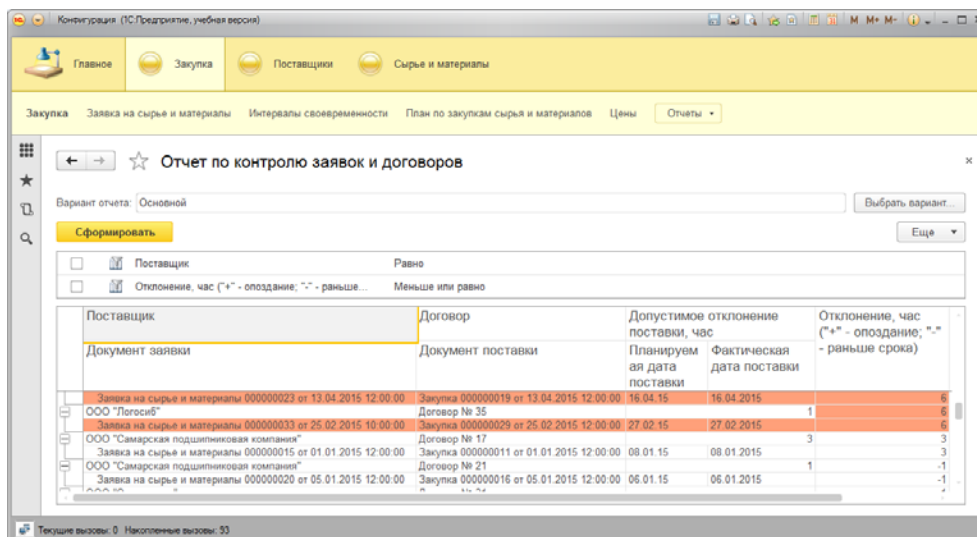 Конфигурация (1С:Предприятие, учебная версия)
M M+ M-
Главное Закупка Поставщики Сырье и материалы
Закупка Заявка на сырье и материалы Интервалы своевременности План по закупкам сырья и материалов Цены Отчеты
Отчет по контролю заявок и договоров
Вариант отчета: Основной Выбрать вариант...
Сформировать Еще
Поставщик Равно
Отклонение, час ("+" - опоздание; "-" - раньше... Меньше или равно
Поставщик Договор Допустимое отклонение поставки, час Отклонение, час ("+" - опоздание; "-" - раньше срока)
Документ заявки Документ поставки Планируемая дата поставки Фактическая дата поставки
Заявка на сырье и материалы 000000023 от 13.04.2015 12:00:00 Закупка 000000019 от 13.04.2015 12:00:00 16.04.15 16.04.2015 6
ООО "Логосиб" Договор № 35 1 6
Заявка на сырье и материалы 000000033 от 25.02.2015 10:00:00 Закупка 000000029 от 25.02.2015 12:00:00 27.02.15 27.02.2015 6
ООО "Самарская подшипниковая компания" Договор № 17 3 3
Заявка на сырье и материалы 000000015 от 01.01.2015 12:00:00 Закупка 000000011 от 01.01.2015 12:00:00 08.01.15 08.01.2015 3
ООО "Самарская подшипниковая компания" Договор № 21 1 -1
Заявка на сырье и материалы 000000020 от 05.01.2015 12:00:00 Закупка 000000016 от 05.01.2015 12:00:00 06.01.15 06.01.2015 -1
Текущие вызовы: 0 Накопленные вызовы: 53